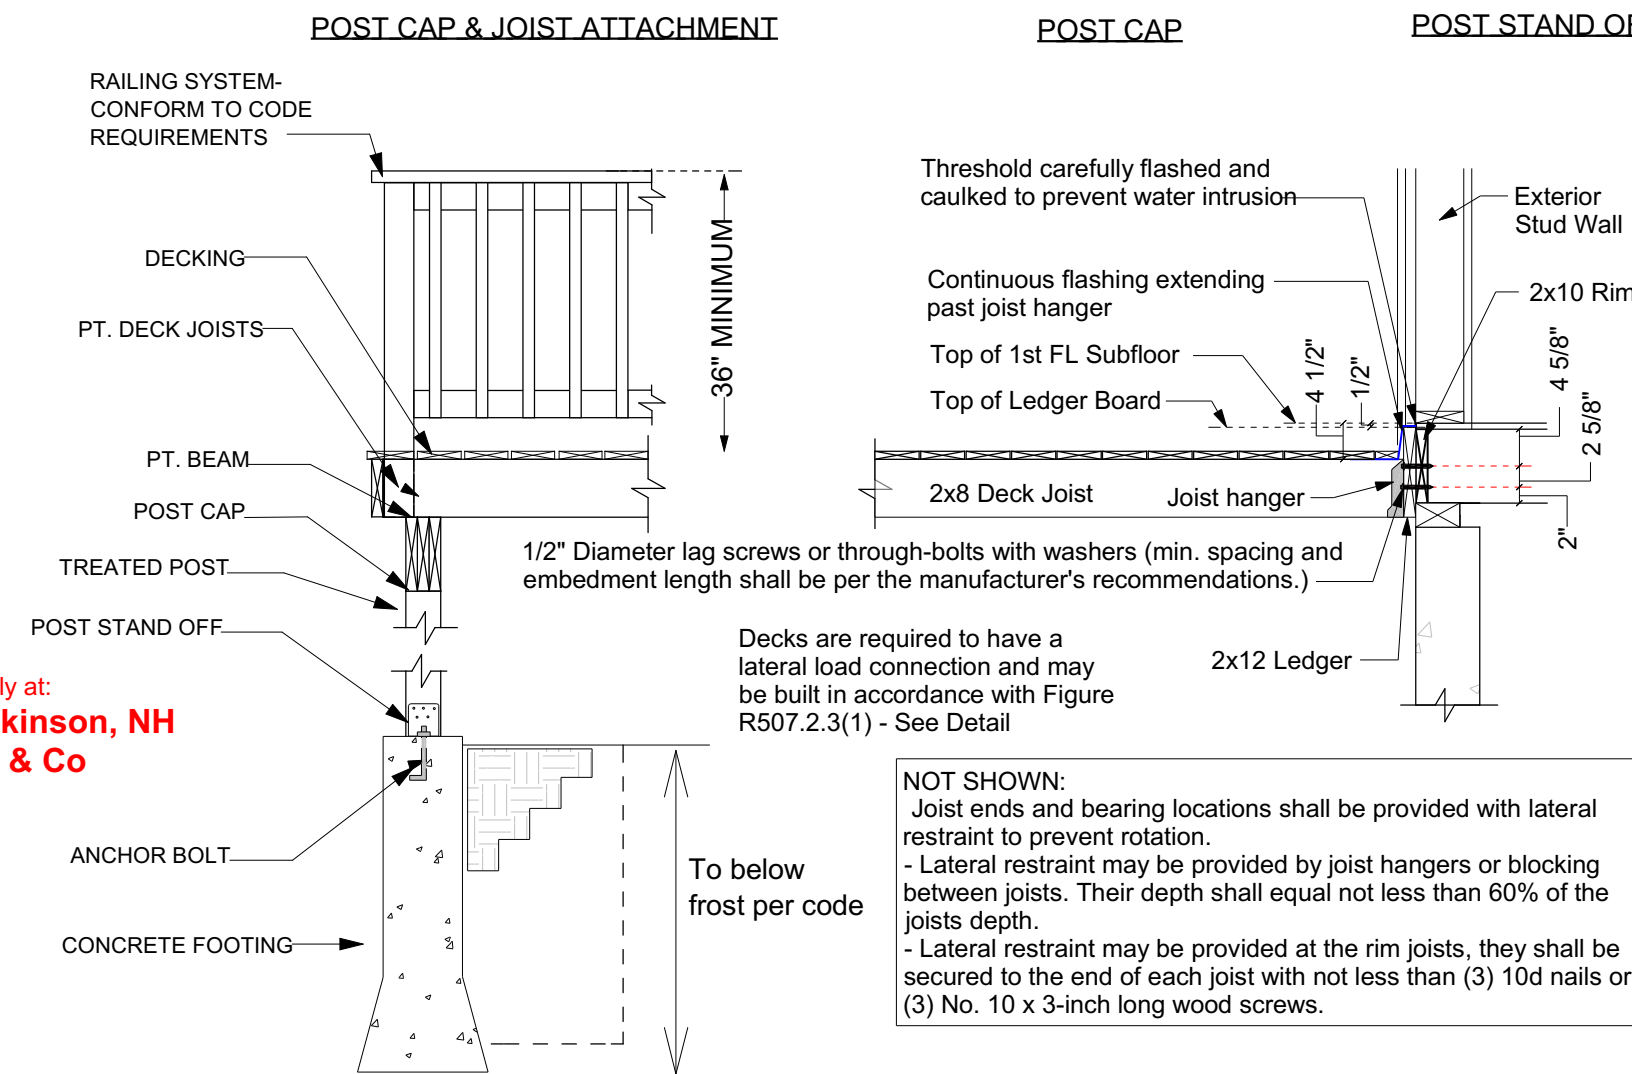 POST CAP & JOIST ATTACHMENT
POST CAP
POST STAND OF
RAILING SYSTEM-
CONFORM TO CODE
REQUIREMENTS
DECKING
PT. DECK JOISTS
PT. BEAM
POST CAP
TREATED POST
POST STAND OFF
ly at:
kinson, NH
& Co
ANCHOR BOLT
CONCRETE FOOTING
36" MINIMUM
To below
frost per code
Threshold carefully flashed and
caulked to prevent water intrusion
Continuous flashing extending
past joist hanger
Top of 1st FL Subfloor
Top of Ledger Board
4 1/2"
1/2"
Exterior
Stud Wall
2x10 Rim
4 5/8"
2 5/8"
2"
2x8 Deck Joist
Joist hanger
1/2" Diameter lag screws or through-bolts with washers (min. spacing and
embedment length shall be per the manufacturer's recommendations.)
Decks are required to have a
lateral load connection and may
be built in accordance with Figure
R507.2.3(1) - See Detail
2x12 Ledger
NOT SHOWN:
Joist ends and bearing locations shall be provided with lateral
restraint to prevent rotation.
- Lateral restraint may be provided by joist hangers or blocking
between joists. Their depth shall equal not less than 60% of the
joists depth.
- Lateral restraint may be provided at the rim joists, they shall be
secured to the end of each joist with not less than (3) 10d nails or
(3) No. 10 x 3-inch long wood screws.